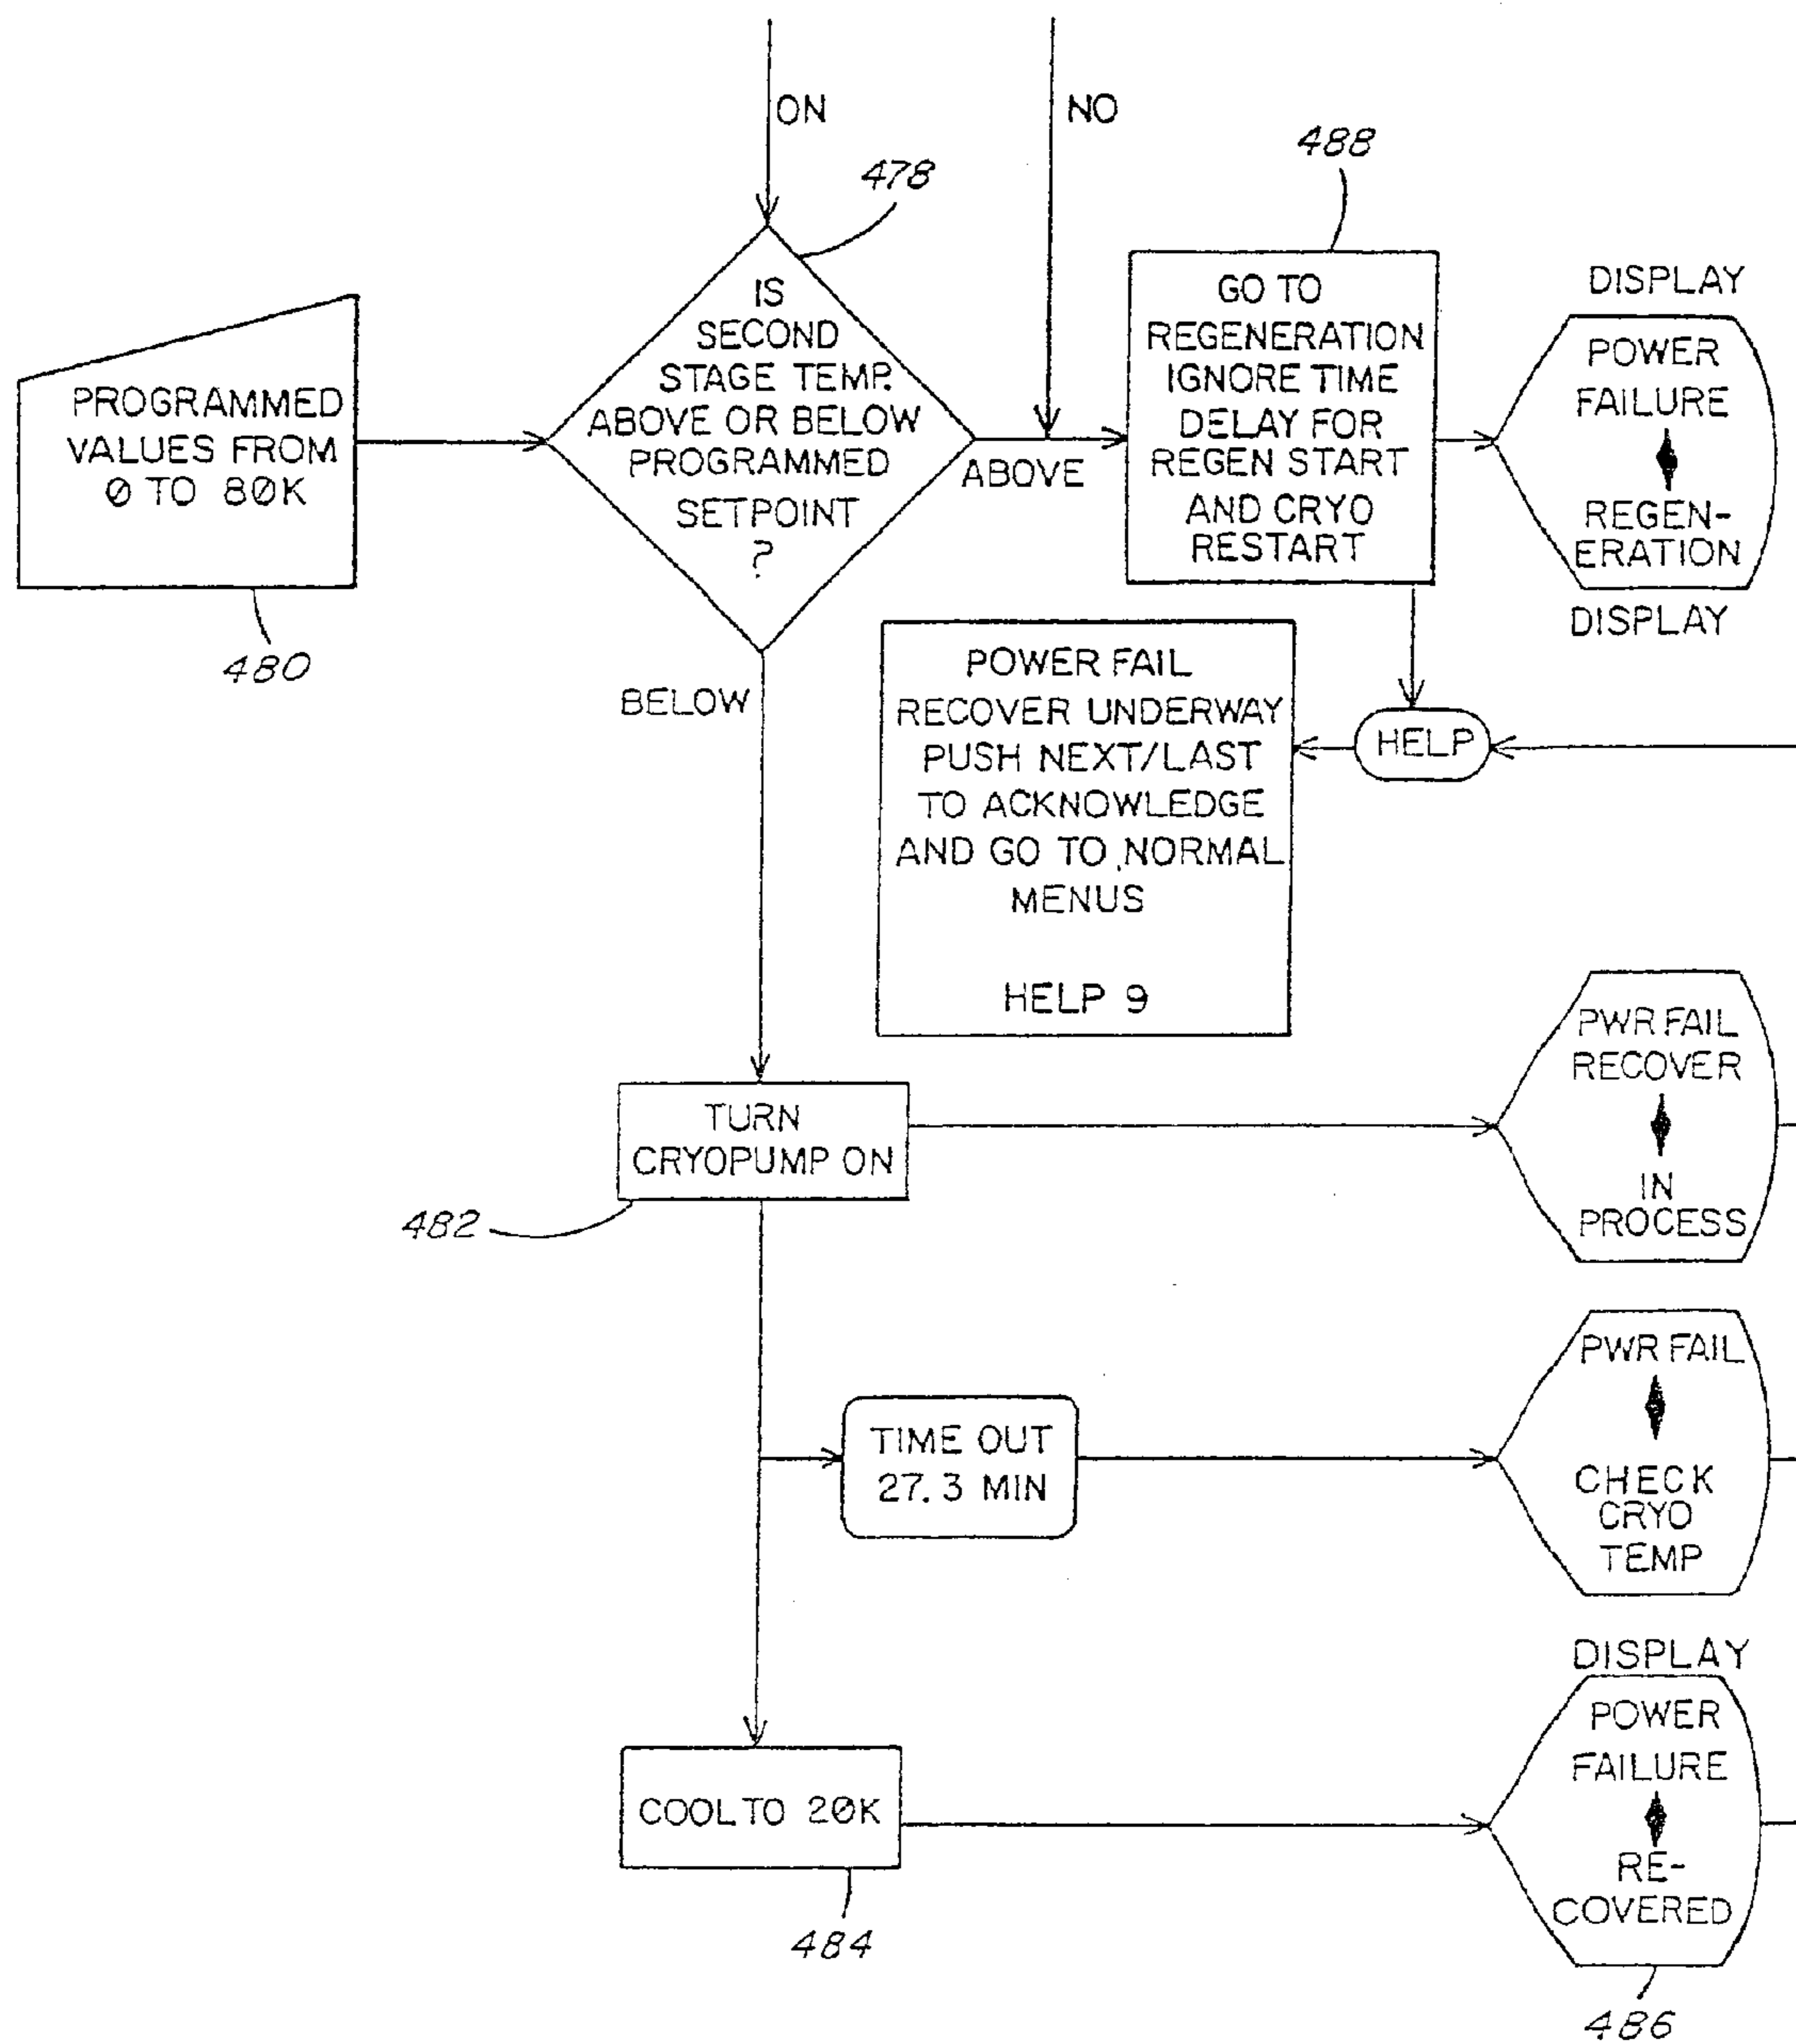 ON
NO
478
488
IS
SECOND
STAGE TEMP.
ABOVE OR BELOW
PROGRAMMED
SETPOINT
?
PROGRAMMED
VALUES FROM
0 TO 80K
480
ABOVE
BELOW
GO TO
REGENERATION
IGNORE TIME
DELAY FOR
REGEN START
AND CRYO
RESTART
DISPLAY
POWER
FAILURE
REGEN-
ERATION
DISPLAY
HELP
POWER FAIL
RECOVER UNDERWAY
PUSH NEXT/LAST
TO ACKNOWLEDGE
AND GO TO NORMAL
MENUS
HELP 9
TURN
CRYOPUMP ON
482
PWR FAIL
RECOVER
IN
PROCESS
TIME OUT
27.3 MIN
PWR FAIL
CHECK
CRYO
TEMP
COOL TO 20K
484
DISPLAY
POWER
FAILURE
RE-
COVERED
486